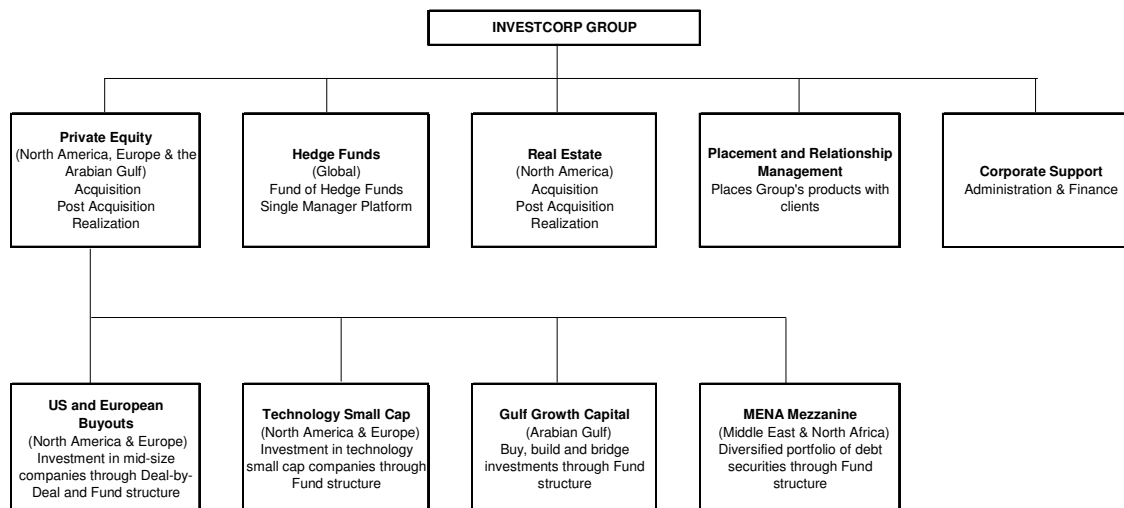 INVESTCORP GROUP
Private Equity
(North America, Europe & the
Arabian Gulf)
Acquisition
Post Acquisition
Realization
Hedge Funds
(Global)
Fund of Hedge Funds
Single Manager Platform
Real Estate
(North America)
Acquisition
Post Acquisition
Realization
Placement and Relationship
Management
Places Group's products with
clients
Corporate Support
Administration & Finance
US and European
Buyouts
(North America & Europe)
Investment in mid-size
companies through Deal-by-
Deal and Fund structure
Technology Small Cap
(North America & Europe)
Investment in technology
small cap companies through
Fund structure
Gulf Growth Capital
(Arabian Gulf)
Buy, build and bridge
investments through Fund
structure
MENA Mezzanine
(Middle East & North Africa)
Diversified portfolio of debt
securities through Fund
structure